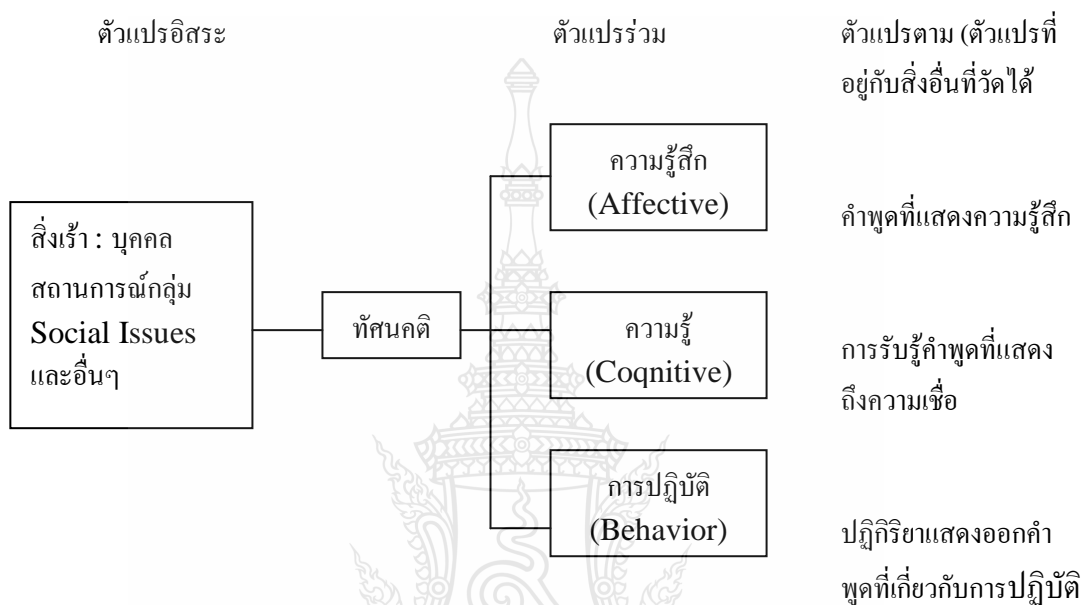 ตัวแปรอิสระ
ตัวแปรร่วม
ตัวแปรตาม (ตัวแปรที่
อยู่กับสิ่งอื่นที่วัดได้
สิ่งเร้า : บุคคล
สถานการณ์กลุ่ม
Social Issues
และอื่นๆ
ทัศนคติ
ความรู้สึก
(Affective)
คำพูดที่แสดงความรู้สึก
ความรู้
(Coqnitive)
การรับรู้คำพูดที่แสดง
ถึงความเชื่อ
การปฏิบัติ
(Behavior)
ปฏิกิริยาแสดงออกคำ
พูดที่เกี่ยวกับการปฏิบัติ